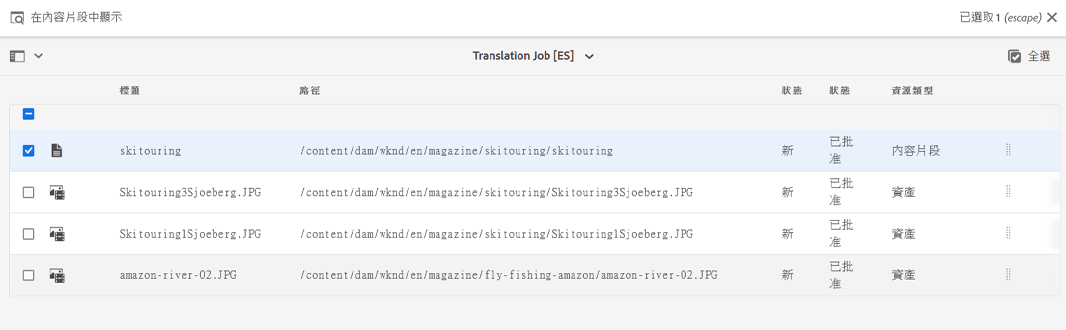 在內容片段中顯示
已選取 1 (escape)
Translation Job [ES]
全選
標題 路徑 狀態 狀態 資源類型
skitouring /content/dam/wknd/en/magazine/skitouring/skitouring 新 已批准 內容片段
Skitouring3Sjoeberg.JPG /content/dam/wknd/en/magazine/skitouring/Skitouring3Sjoeberg.JPG 新 已批准 資產
Skitouring1Sjoeberg.JPG /content/dam/wknd/en/magazine/skitouring/Skitouring1Sjoeberg.JPG 新 已批准 資產
amazon-river-02.JPG /content/dam/wknd/en/magazine/fly-fishing-amazon/amazon-river-02.JPG 新 已批准 資產